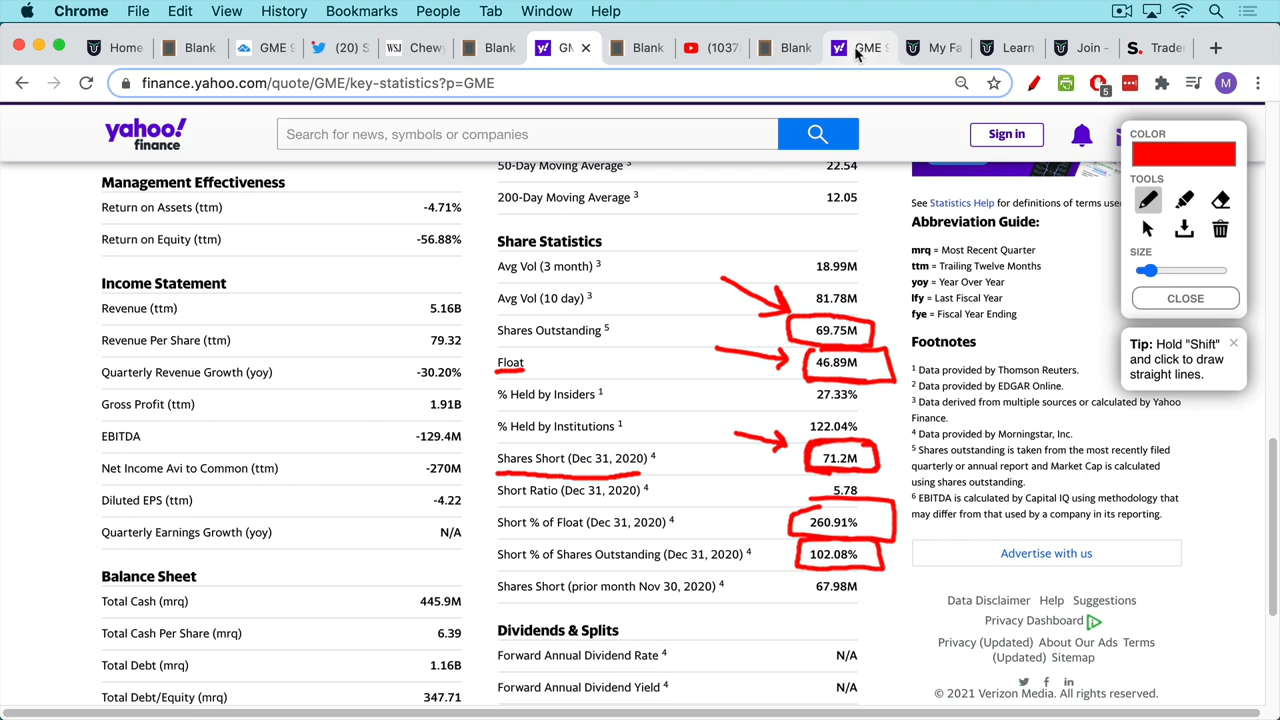 Chrome File Edit View History Bookmarks People Tab Window Help
Home Blank GME S (20) S WSJ Chewy Blank GM Blank (103 Blank GME S My Fa Learn Join - S. Trader
finance.yahoo.com/quote/GME/key-statistics?p=GME
5
M
yahoo!
finance
Search for news, symbols or companies
Sign in
Management Effectiveness
Return on Assets (ttm) -4.71%
Return on Equity (ttm) -56.88%
Income Statement
Revenue (ttm) 5.16B
Revenue Per Share (ttm) 79.32
Quarterly Revenue Growth (yoy) -30.20%
Gross Profit (ttm) 1.91B
EBITDA -129.4M
Net Income Avi to Common (ttm) -270M
Diluted EPS (ttm) -4.22
Quarterly Earnings Growth (yoy) N/A
Balance Sheet
Total Cash (mrq) 445.9M
Total Cash Per Share (mrq) 6.39
Total Debt (mrq) 1.16B
Total Debt/Equity (mrq) 347.71
50-Day Moving Average 3 22.54
200-Day Moving Average 3 12.05
Share Statistics
Avg Vol (3 month) 3 18.99M
Avg Vol (10 day) 3 81.78M
Shares Outstanding 5 69.75M
Float 46.89M
% Held by Insiders 1 27.33%
% Held by Institutions 1 122.04%
Shares Short (Dec 31, 2020) 4 71.2M
Short Ratio (Dec 31, 2020) 4 5.78
Short % of Float (Dec 31, 2020) 4 260.91%
Short % of Shares Outstanding (Dec 31, 2020) 4 102.08%
Shares Short (prior month Nov 30, 2020) 4 67.98M
Dividends & Splits
Forward Annual Dividend Rate 4 N/A
Forward Annual Dividend Yield 4 N/A
See Statistics Help for definitions of terms
Abbreviation Guide:
mrq = Most Recent Quarter
ttm = Trailing Twelve Months
yoy = Year Over Year
lfy = Last Fiscal Year
fye = Fiscal Year Ending
Footnotes
1 Data provided by Thomson Reuters.
2 Data provided by EDGAR Online.
3 Data derived from multiple sources or calculated by Yahoo
Finance.
4 Data provided by Morningstar, Inc.
5 Shares outstanding is taken from the most recently filed
quarterly or annual report and Market Cap is calculated
using shares outstanding.
6 EBITDA is calculated by Capital IQ using methodology that
may differ from that used by a company in its reporting.
Advertise with us
Data Disclaimer Help Suggestions
Privacy Dashboard
Privacy (Updated) About Our Ads Terms
(Updated) Sitemap
© 2021 Verizon Media. All rights reserved.
COLOR
TOOLS
SIZE
CLOSE
Tip: Hold "Shift"
and click to draw
straight lines.